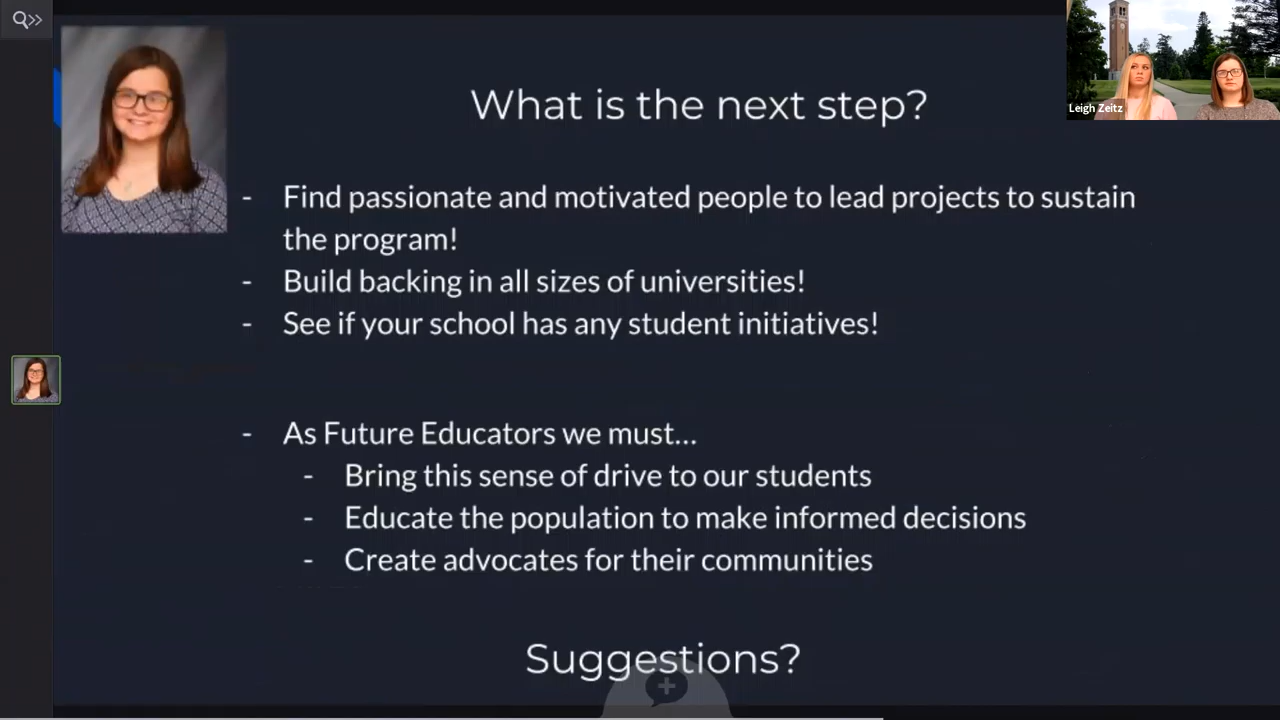 What is the next step?
Leigh Zeitz
- Find passionate and motivated people to lead projects to sustain
the program!
- Build backing in all sizes of universities!
- See if your school has any student initiatives!
- As Future Educators we must...
- Bring this sense of drive to our students
- Educate the population to make informed decisions
- Create advocates for their communities
Suggestions?